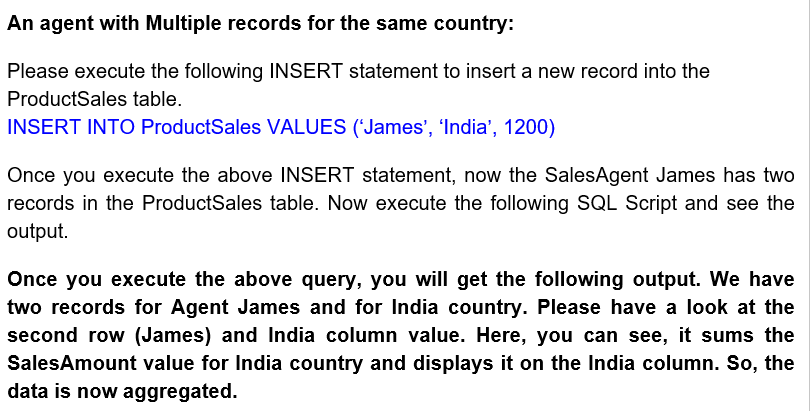 An agent with Multiple records for the same country:
Please execute the following INSERT statement to insert a new record into the
ProductSales table.
INSERT INTO ProductSales VALUES (‘James’, ‘India’, 1200)
Once you execute the above INSERT statement, now the SalesAgent James has two
records in the ProductSales table. Now execute the following SQL Script and see the
output.
Once you execute the above query, you will get the following output. We have
two records for Agent James and for India country. Please have a look at the
second row (James) and India column value. Here, you can see, it sums the
SalesAmount value for India country and displays it on the India column. So, the
data is now aggregated.